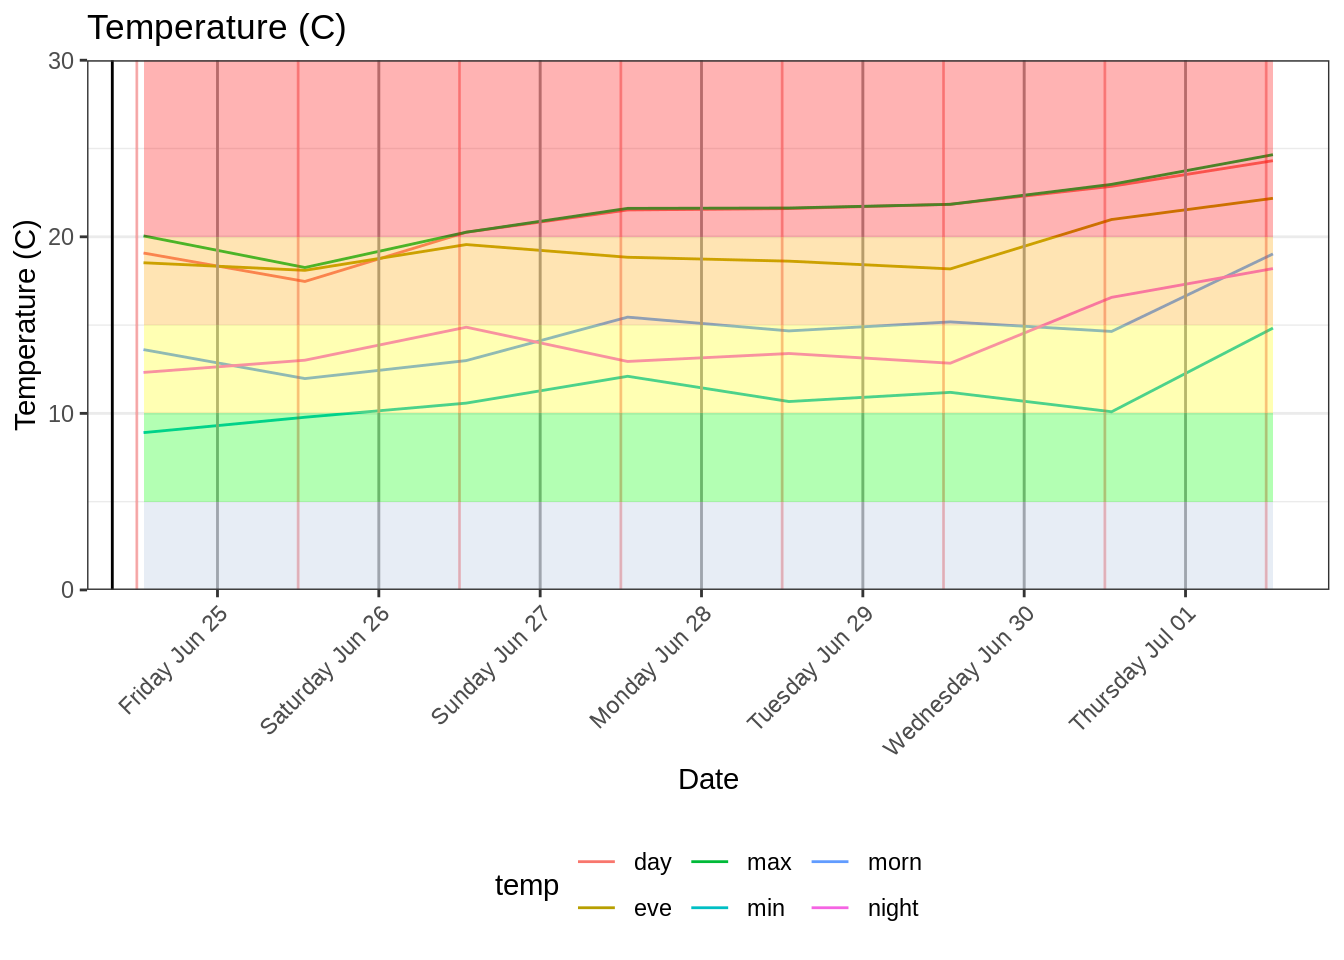 Temperature (C)
30
20
10
0
Temperature (C)
Friday Jun 25
Saturday Jun 26
Sunday Jun 27
Monday Jun 28
Tuesday Jun 29
Wednesday Jun 30
Thursday Jul 01
Date
temp
day
max
morn
eve
min
night